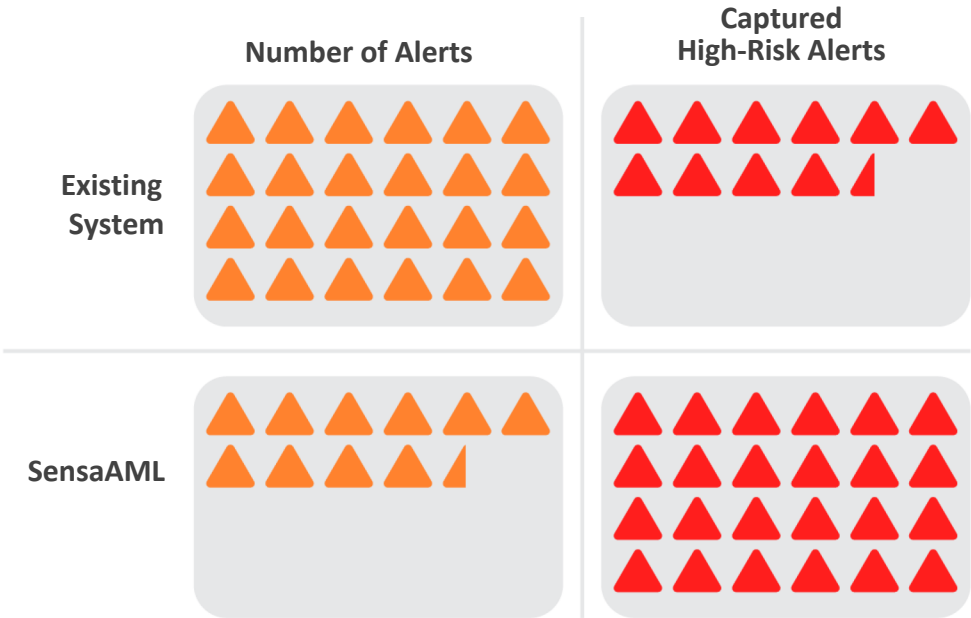 Number of Alerts
Captured
High-Risk Alerts
Existing
System
SensaAML